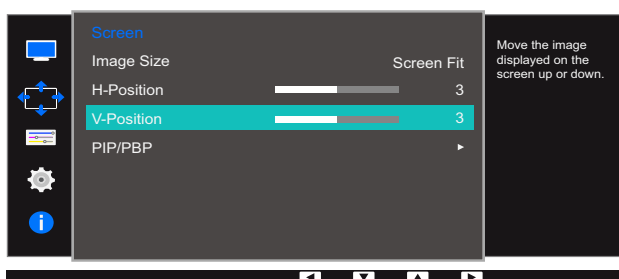 Screen
Image Size Screen Fit
H-Position 3
V-Position 3
PIP/PBP
Move the image
displayed on the
screen up or down.